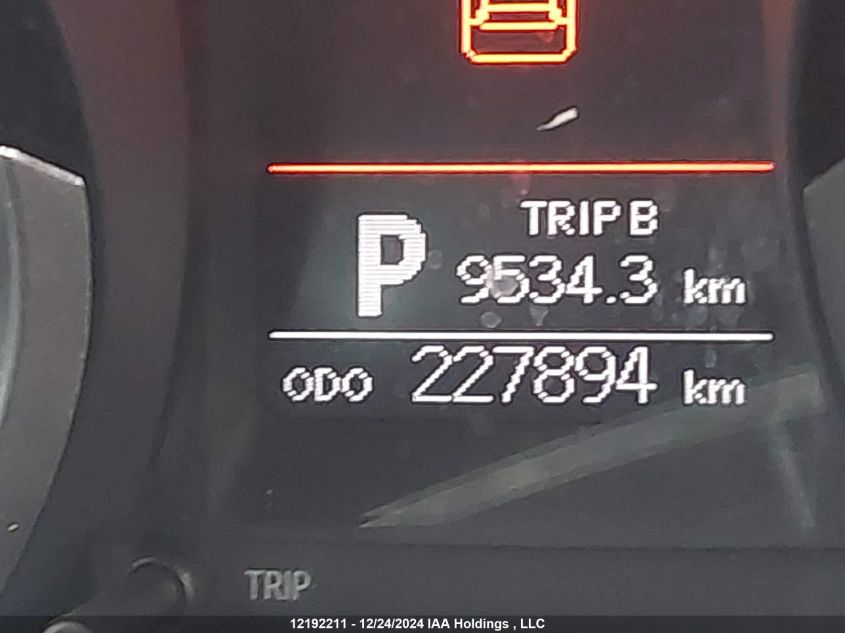 TRIP B
P
9534.3 km
ODO 227894 km
TRIP
12192211 - 12/24/2024 IAA Holdings , LLC